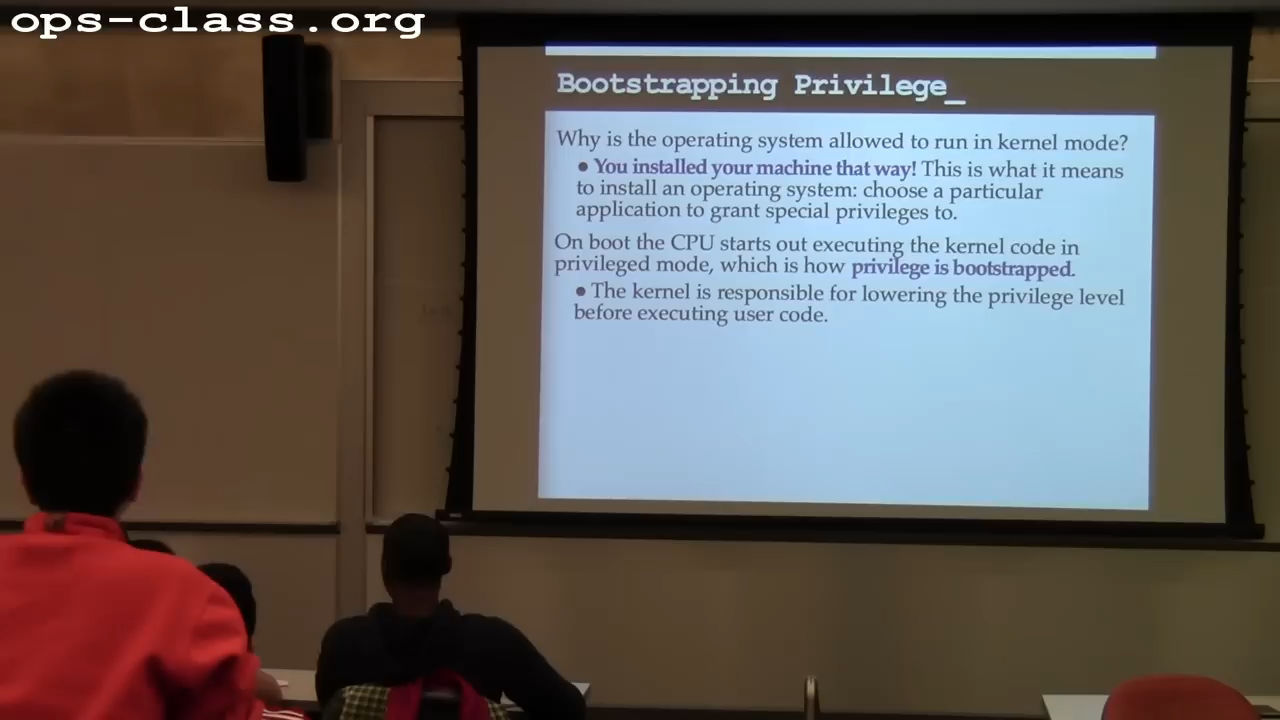 ops-class.org
Bootstrapping Privilege_
Why is the operating system allowed to run in kernel mode?
● You installed your machine that way! This is what it means
to install an operating system: choose a particular
application to grant special privileges to.
On boot the CPU starts out executing the kernel code in
privileged mode, which is how privilege is bootstrapped.
● The kernel is responsible for lowering the privilege level
before executing user code.